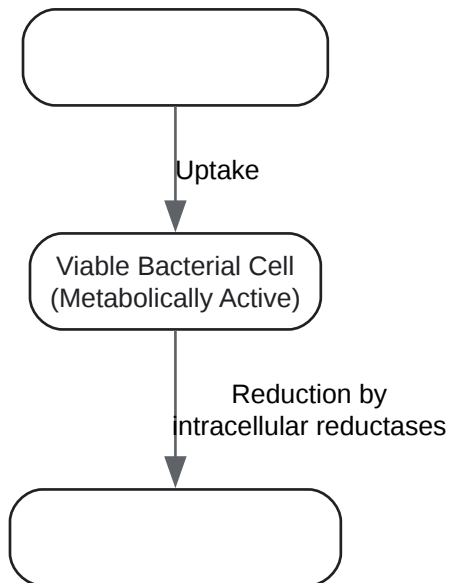 Uptake
Viable Bacterial Cell
(Metabolically Active)
Reduction by
intracellular reductases